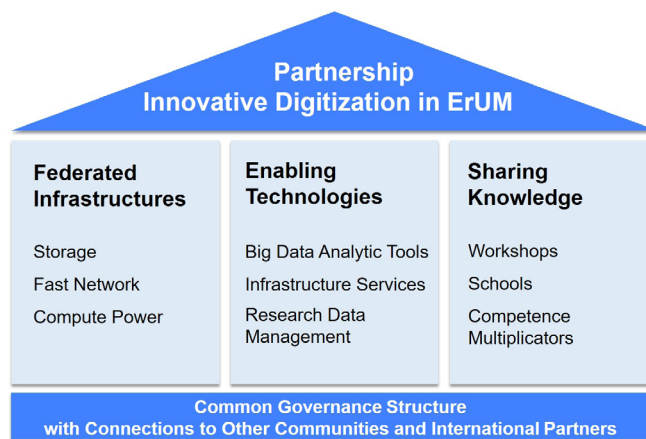 Partnership
Innovative Digitization in ErUM
Federated
Infrastructures
Storage
Fast Network
Compute Power
Enabling
Technologies
Big Data Analytic Tools
Infrastructure Services
Research Data
Management
Sharing
Knowledge
Workshops
Schools
Competence
Multiplicators
Common Governance Structure
with Connections to Other Communities and International Partners